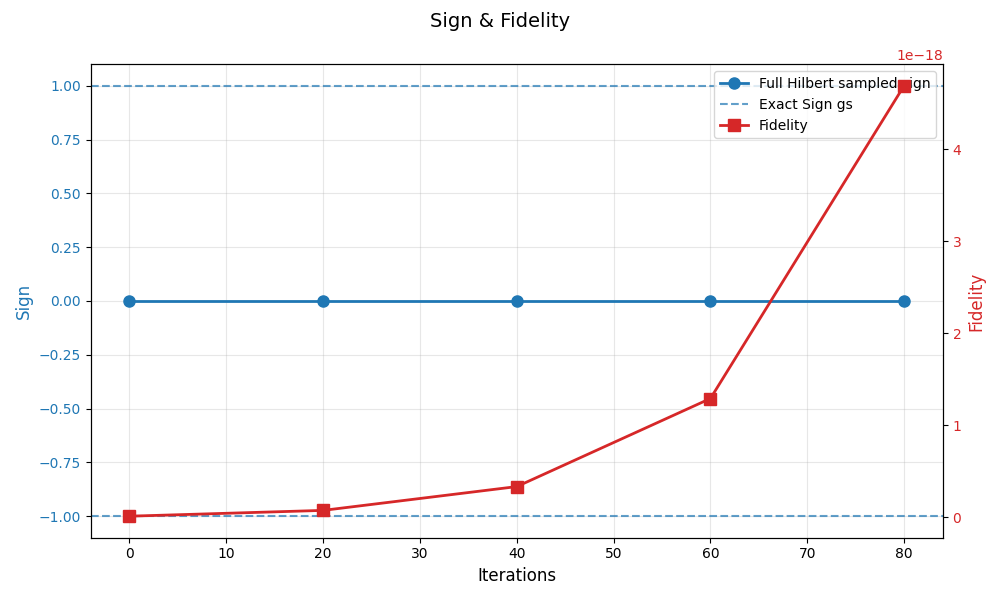 Sign & Fidelity
1e−18
1.00
0.75
0.50
0.25
0.00
−0.25
−0.50
−0.75
−1.00
Sign
Full Hilbert sampled sign
Exact Sign gs
Fidelity
4
3
2
1
0
Fidelity
0 10 20 30 40 50 60 70 80
Iterations